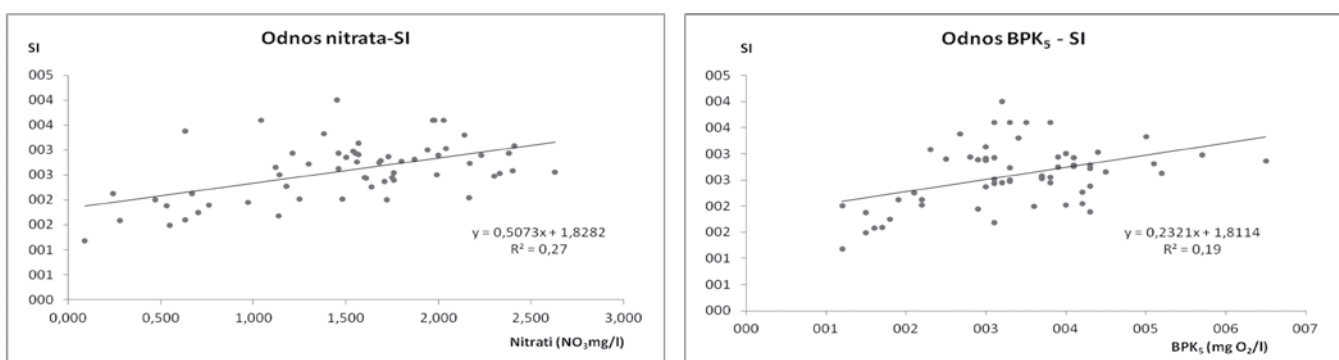 Odnos nitrata-SI
SI
005
004
004
003
003
002
002
001
001
000
y = 0,5073x + 1,8282
R² = 0,27
0,000 0,500 1,000 1,500 2,000 2,500 3,000
Nitrati (NO₃mg/l)
Odnos BPK₅ - SI
SI
005
004
004
003
003
002
002
001
001
000
y = 0,2321x + 1,8114
R² = 0,19
000 001 002 003 004 005 006 007
BPK₅ (mg O₂/l)